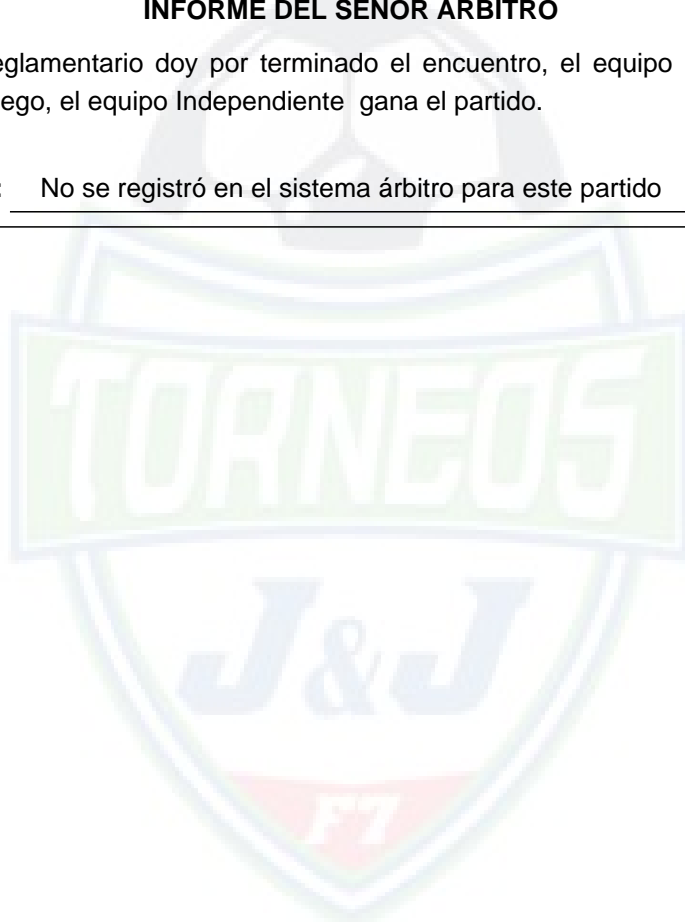 INFORME DEL SEÑOR ÁRBITRO
eglamentario doy por terminado el encuentro, el equipo
ego, el equipo Independiente gana el partido.
: No se registró en el sistema árbitro para este partido
TORNEOS
J&J
F7